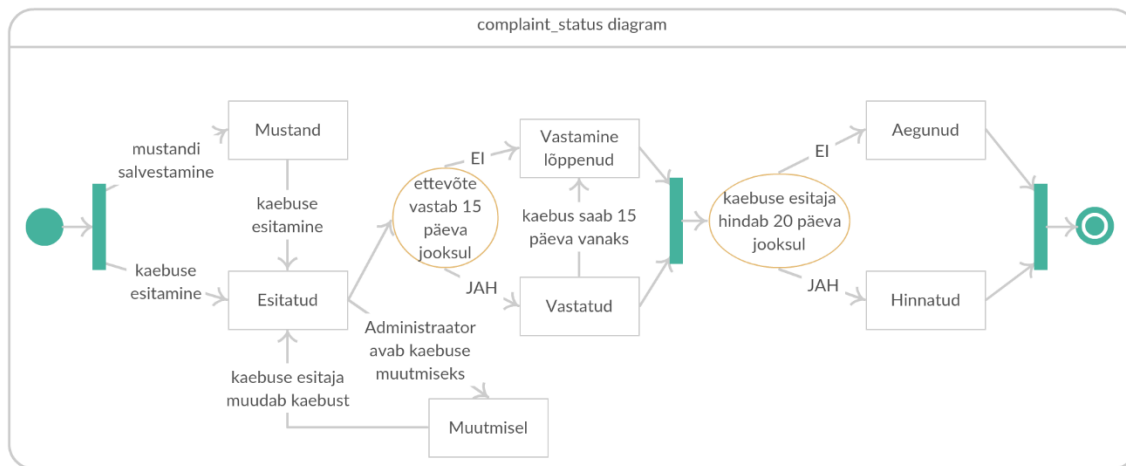 complaint_status diagram
mustandi
salvestamine
kaebuse
esitamine
Mustand
kaebuse
esitamine
Esitatud
kaebuse esitaja
muudab kaebust
EI
ettevõte
vastab 15
päeva
jooksul
JAH
Administraator
avab kaebuse
muutmiseks
Muutmisel
Vastamine
lõppenud
kaebus saab 15
päeva vanaks
Vastatud
EI
kaebuse esitaja
hindab 20 päeva
jooksul
JAH
Aegunud
Hinnatud